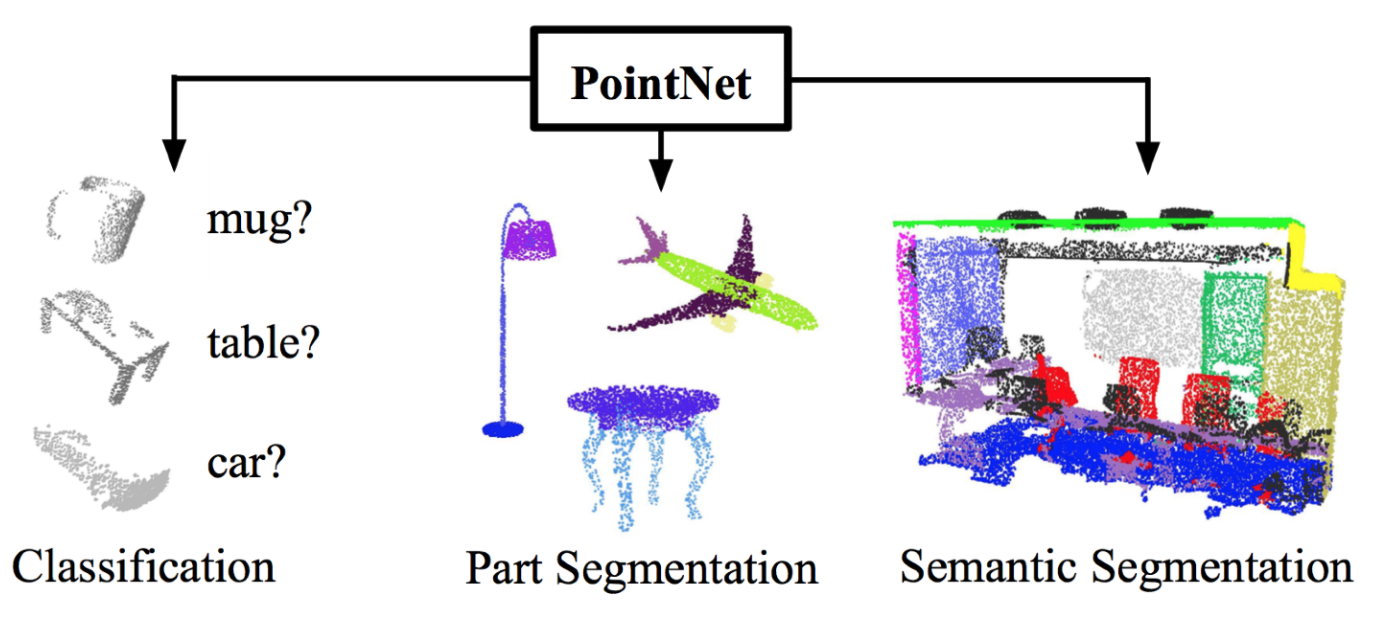 PointNet
mug?
table?
car?
Classification
Part Segmentation
Semantic Segmentation